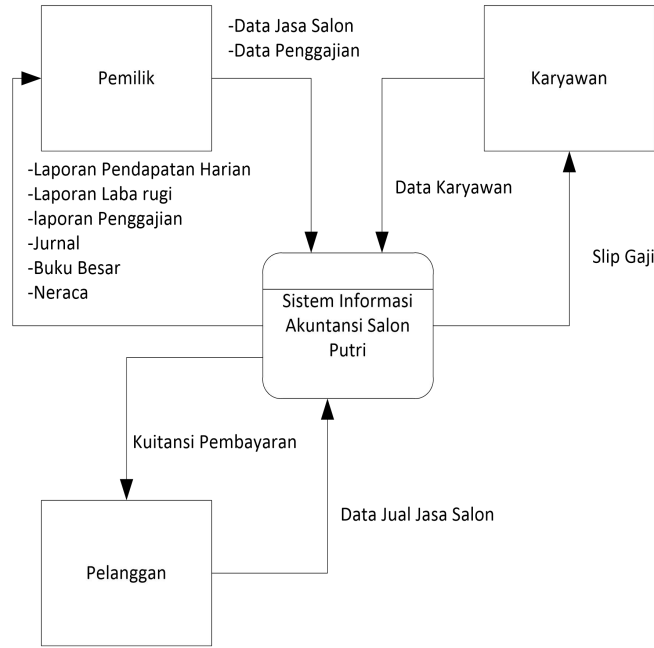 -Data Jasa Salon
-Data Penggajian
Pemilik
Karyawan
-Laporan Pendapatan Harian
-Laporan Laba rugi
-laporan Penggajian
-Jurnal
-Buku Besar
-Neraca
Data Karyawan
Slip Gaji
Sistem Informasi
Akuntansi Salon
Putri
Kuitansi Pembayaran
Data Jual Jasa Salon
Pelanggan